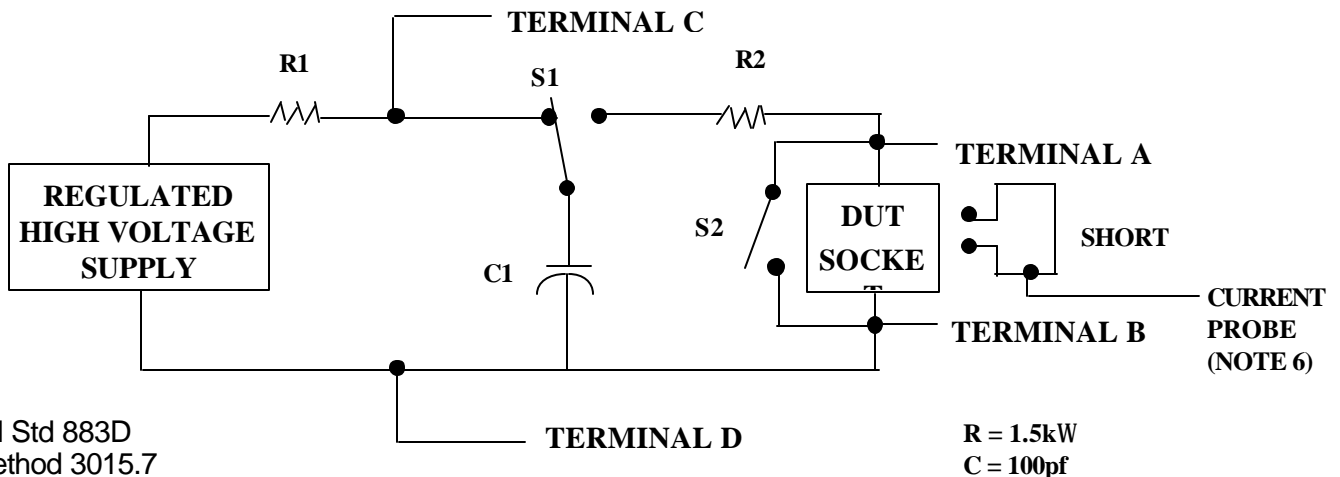 TERMINAL C
R1
S1
R2
TERMINAL A
REGULATED
HIGH VOLTAGE
SUPPLY
DUT
SOCKE
S2
SHORT
C1
CURRENT
PROBE
(NOTE 6)
TERMINAL B
TERMINAL D
Std 883D
3015.7
R = 1.5kW
C = 100pf